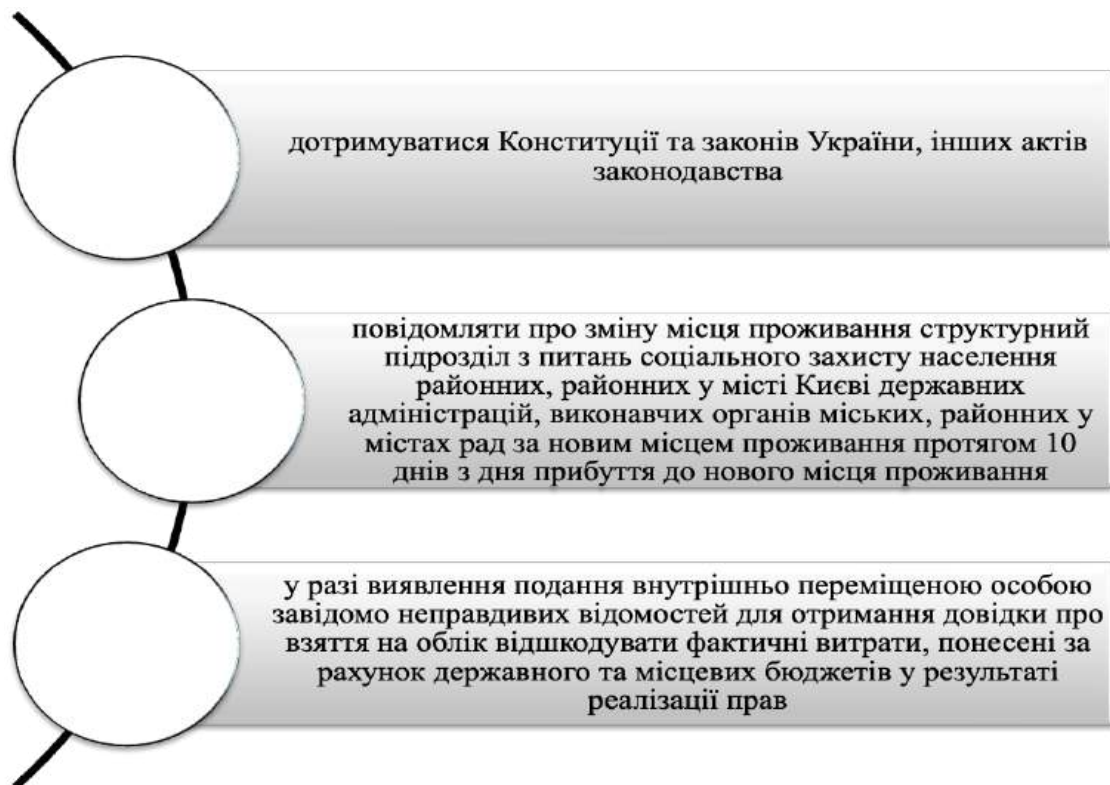 дотримуватися Конституції та законів України, інших актів
законодавства
повідомляти про зміну місця проживання структурний
підрозділ з питань соціального захисту населення
районних, районних у місті Києві державних
адміністрацій, виконавчих органів міських, районних у
містах рад за новим місцем проживання протягом 10
днів з дня прибуття до нового місця проживання
у разі виявлення подання внутрішньо переміщеною особою
завідомо неправдивих відомостей для отримання довідки про
взяття на облік відшкодувати фактичні витрати, понесені за
рахунок державного та місцевих бюджетів у результаті
реалізації прав